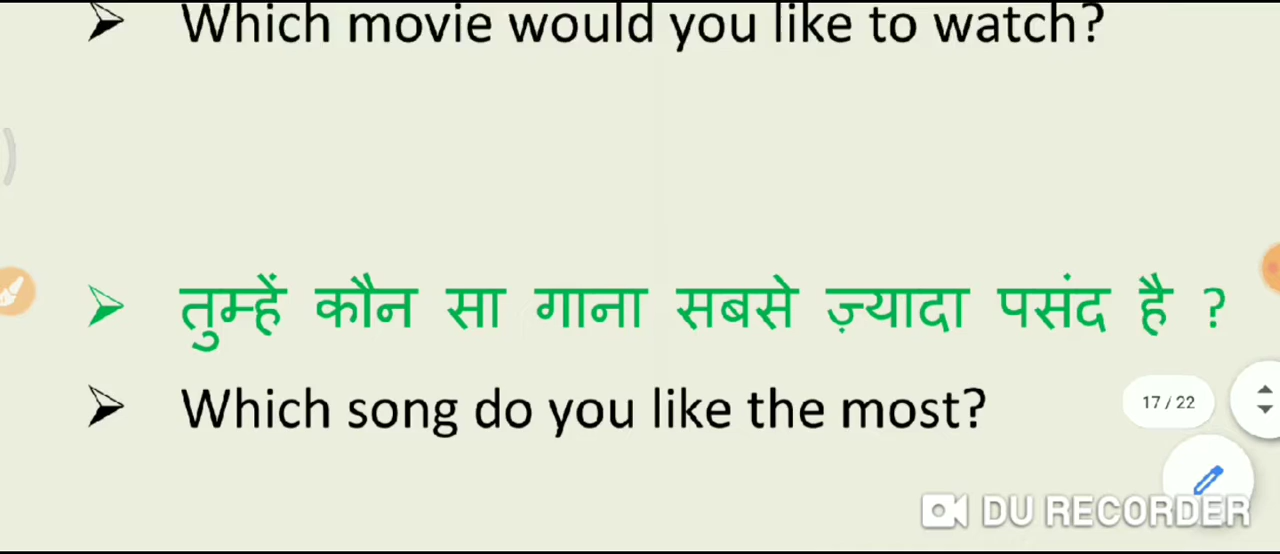 Which movie would you like to watch?
तुम्हें कौन सा गाना सबसे ज़्यादा पसंद है ?
Which song do you like the most?
17 / 22
DU RECORDER